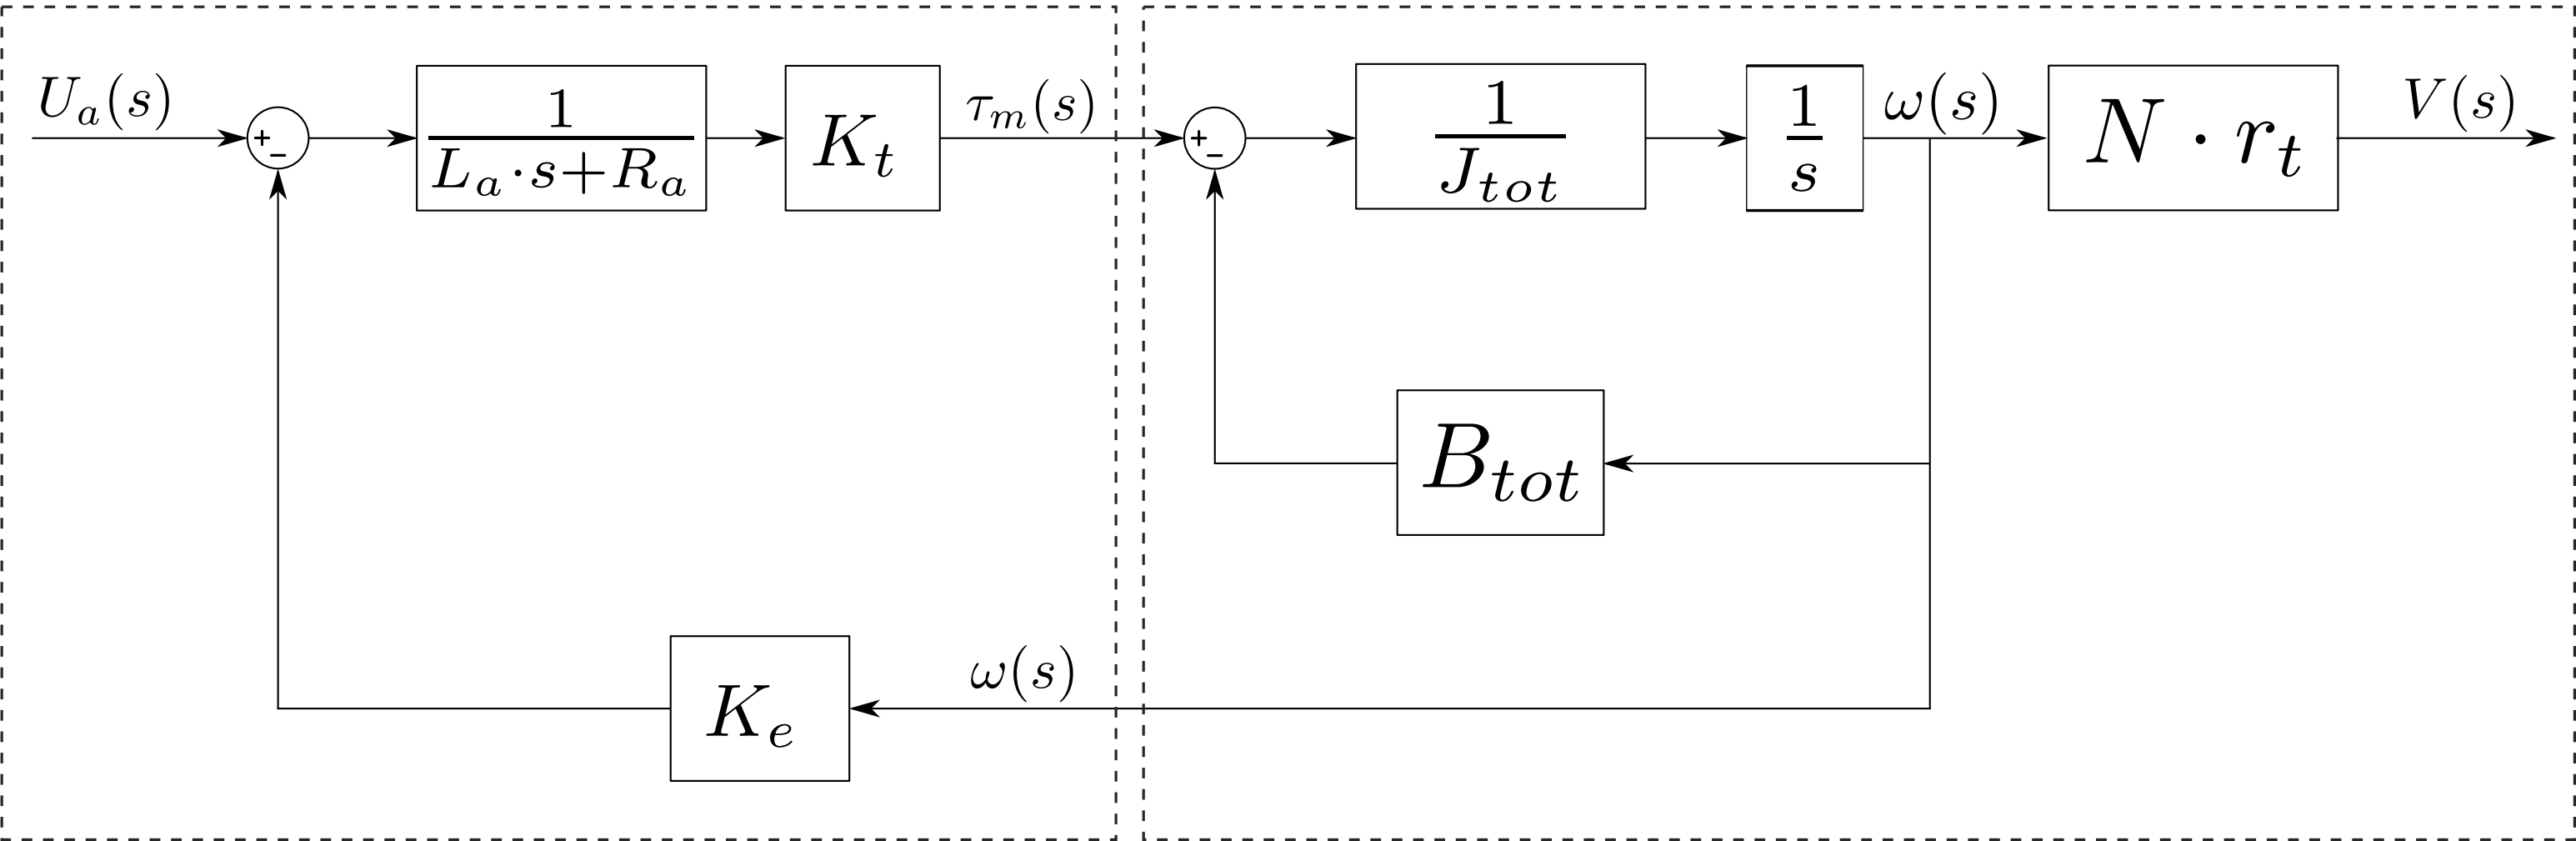 U_a(s)
+
−
1
L_a·s+R_a
K_t
τ_m(s)
+
−
1
J_tot
1
s
ω(s)
N · r_t
V(s)
B_tot
K_e
ω(s)